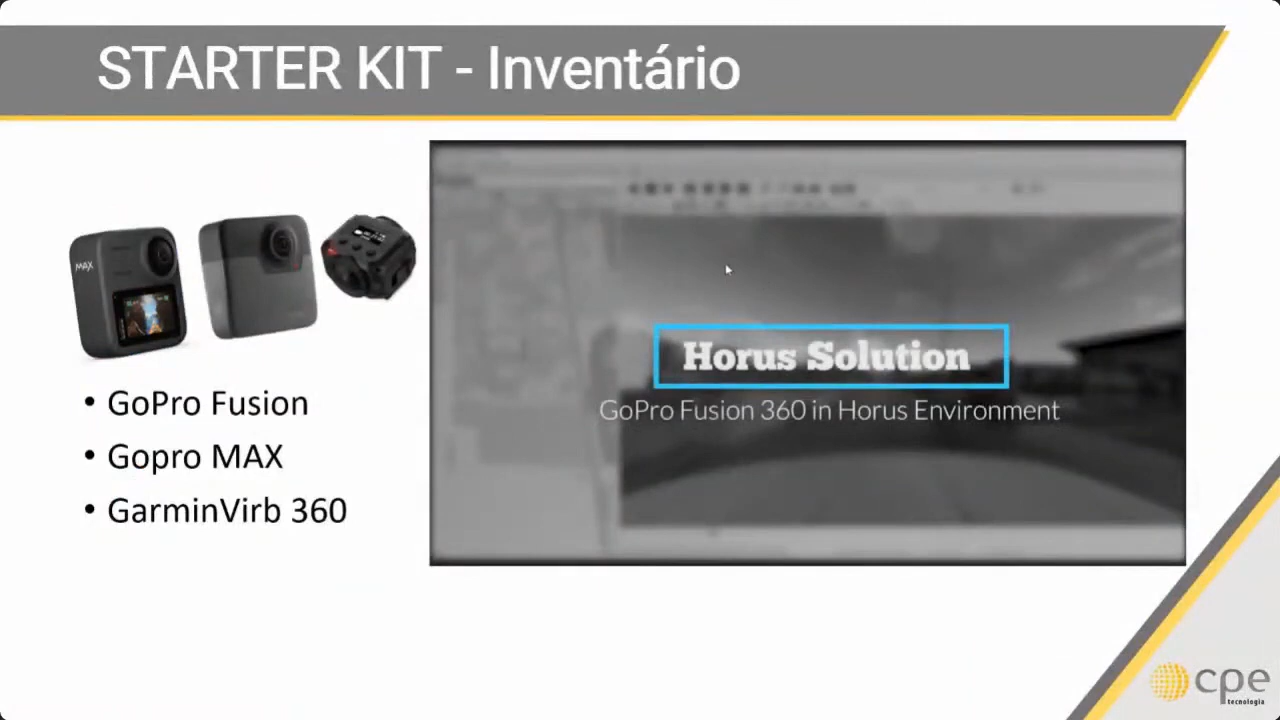 STARTER KIT - Inventário
MAX
Horus Solution
GoPro Fusion 360 in Horus Environment
• GoPro Fusion
• Gopro MAX
• GarminVirb 360
cpe
tecnologia